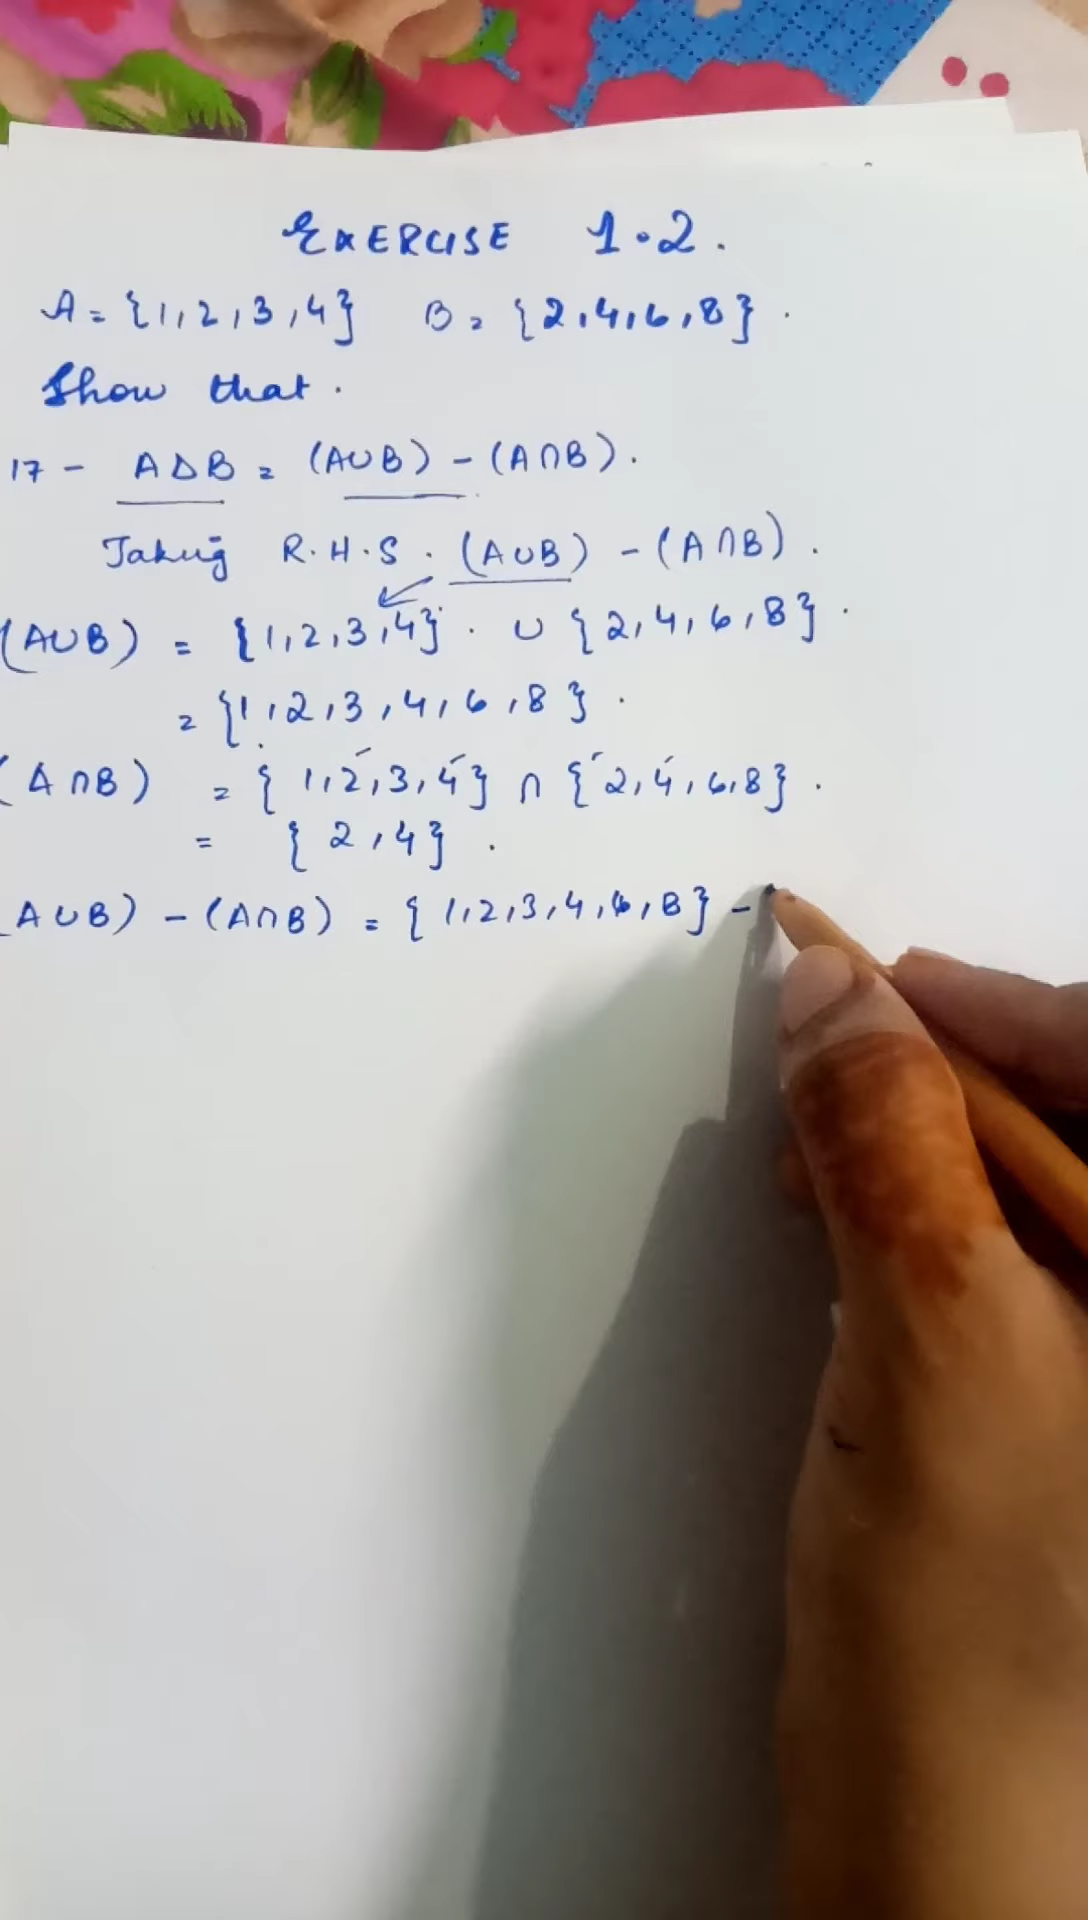 EXERCISE 1.2.
A = {1,2,3,4} B = {2,4,6,8}.
Show that.
17 - A∆B = (A∪B) - (A∩B).
Taking R.H.S. (A∪B) - (A∩B).
(A∪B) = {1,2,3,4}. ∪ {2,4,6,8}.
= {1,2,3,4,6,8}.
(A∩B) = {1,2,3,4} ∩ {2,4,6,8}.
= {2,4}.
A∪B) - (A∩B) = {1,2,3,4,6,8} -